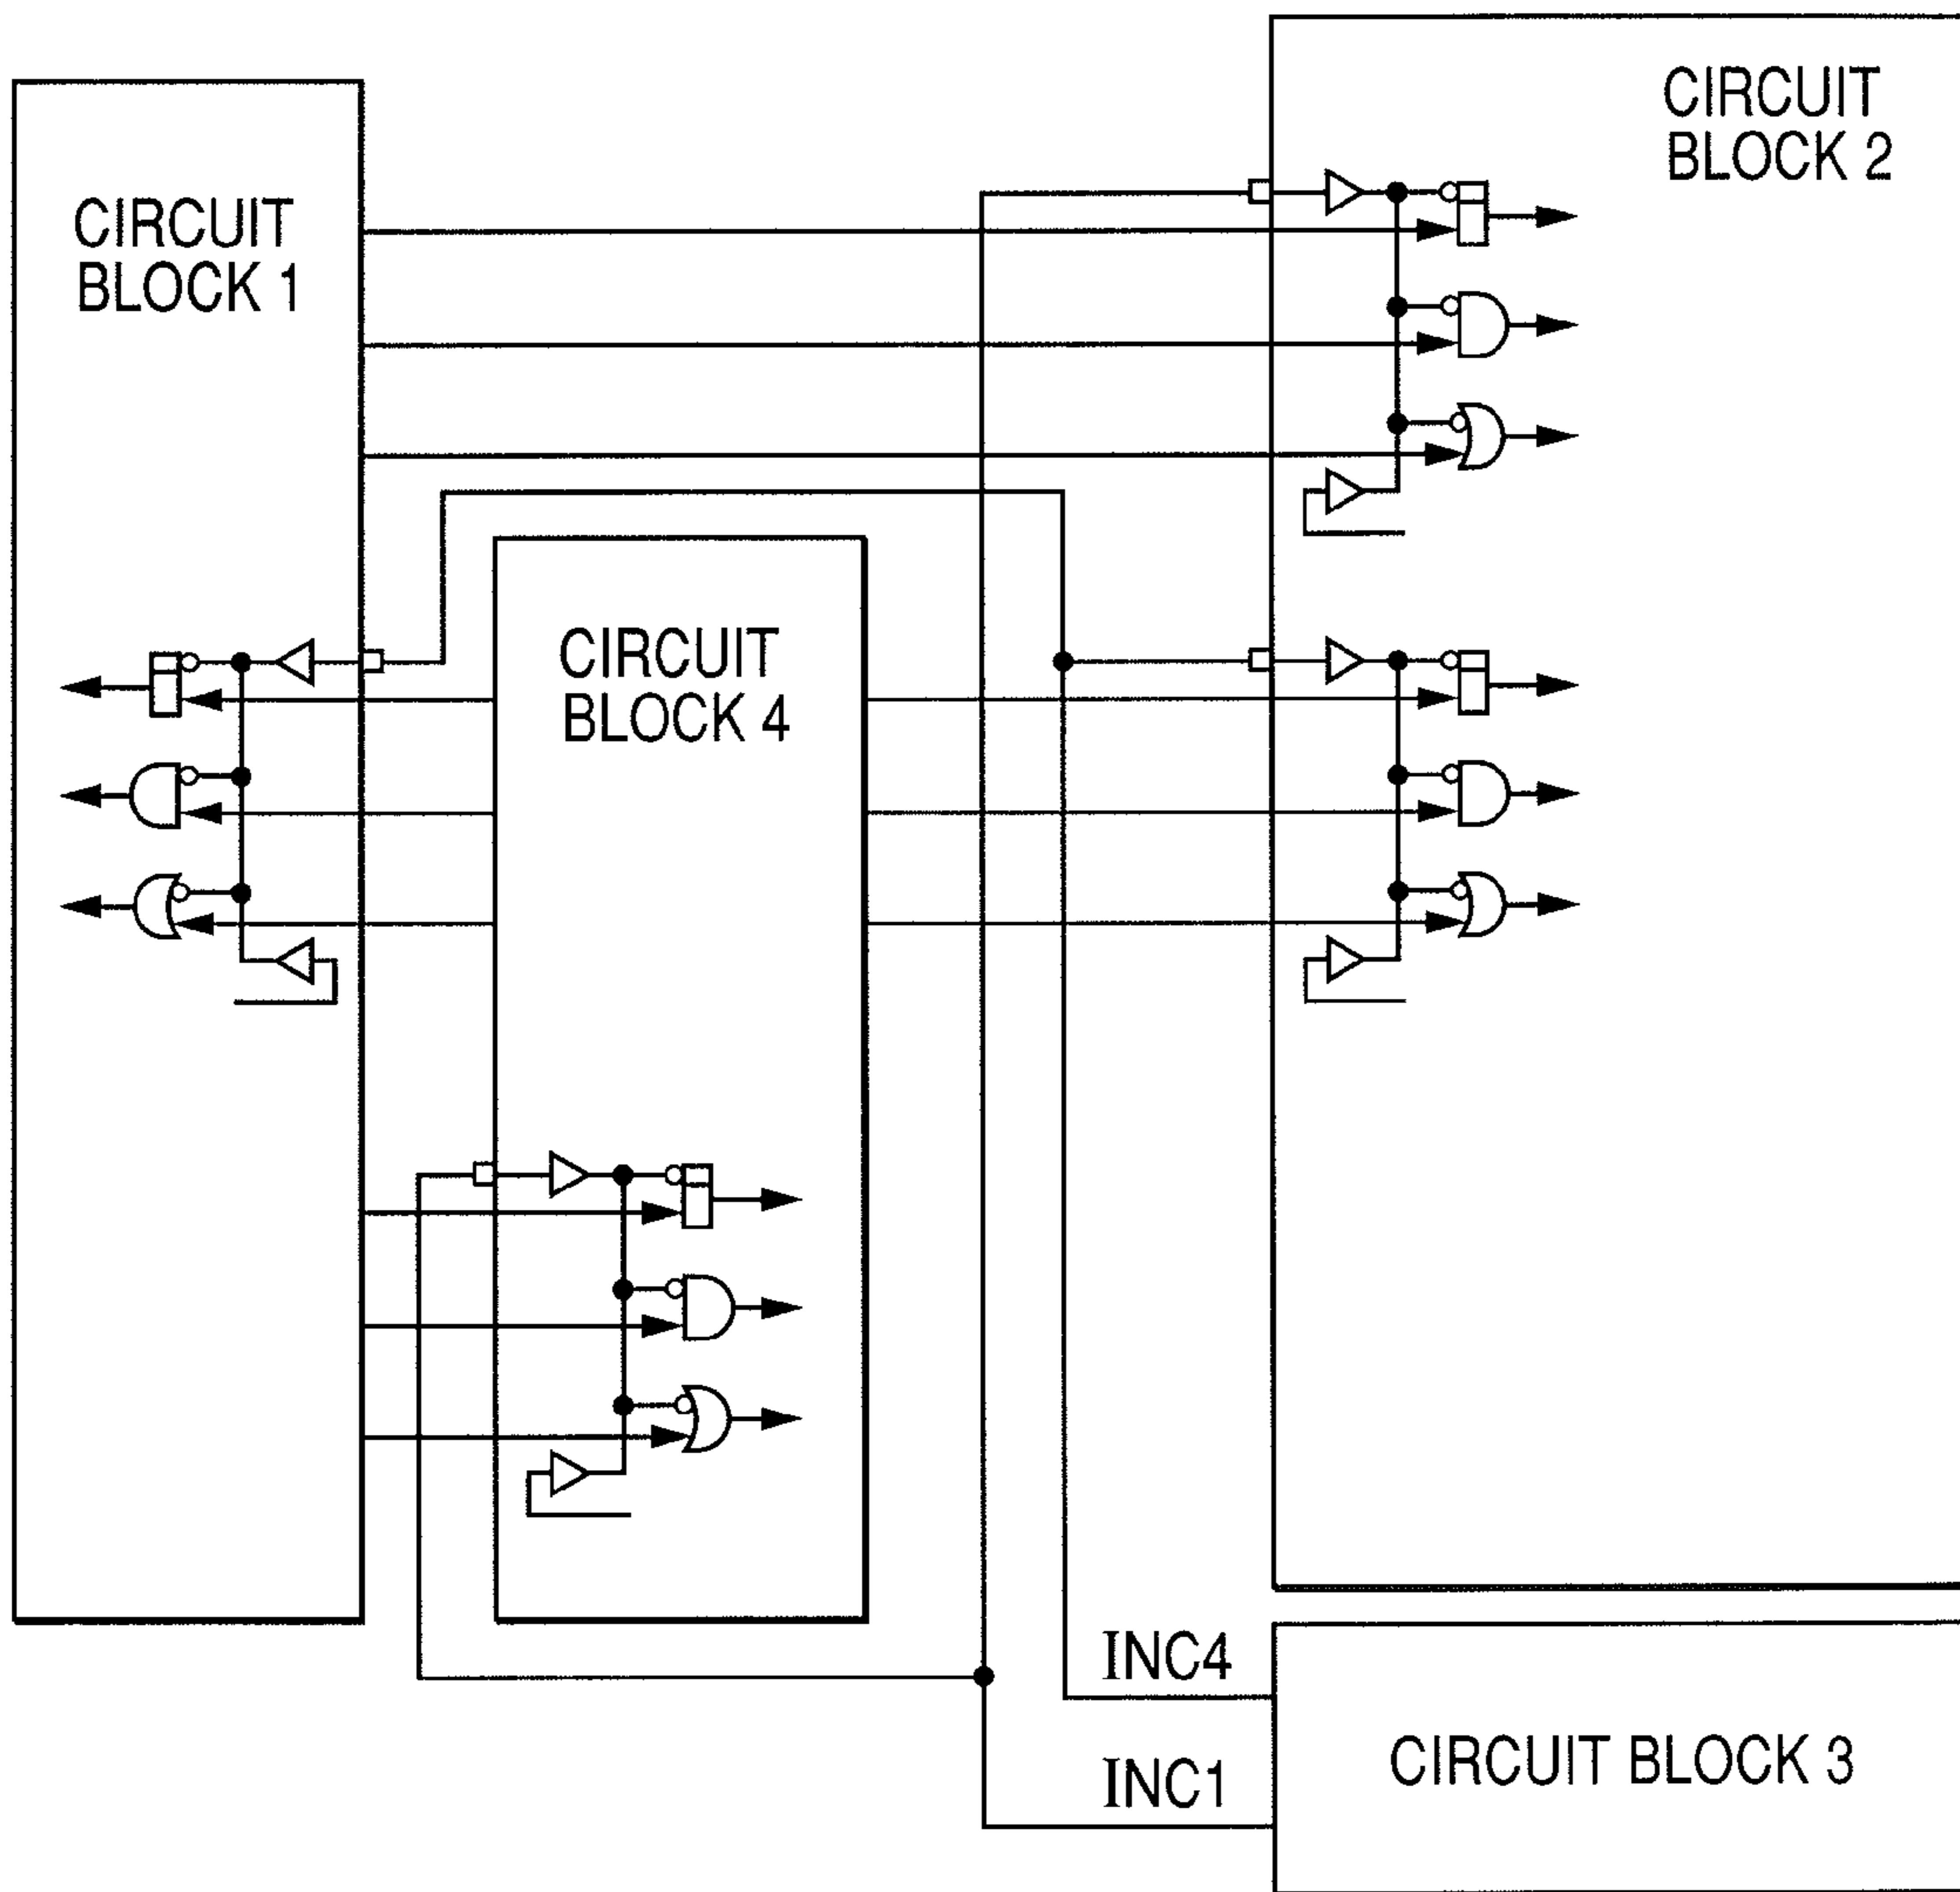 CIRCUIT
BLOCK 1
CIRCUIT
BLOCK 2
CIRCUIT
BLOCK 4
INC4
INC1
CIRCUIT BLOCK 3